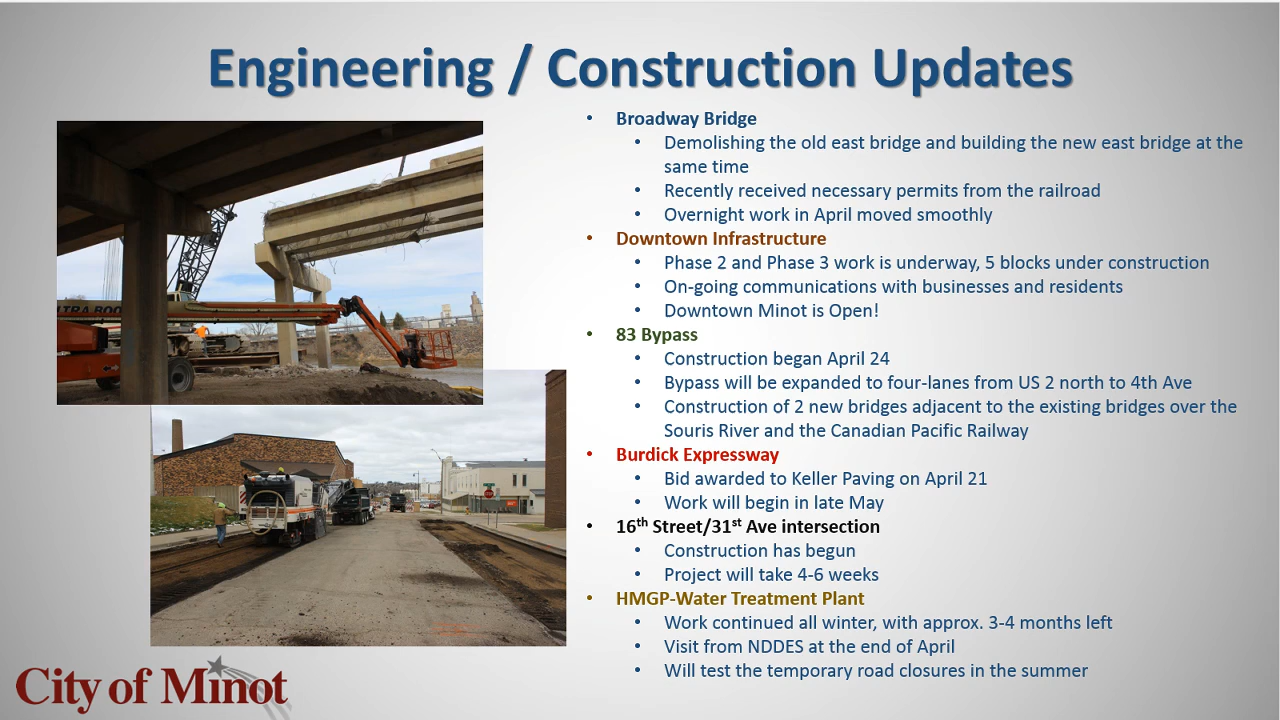 Engineering / Construction Updates
• Broadway Bridge
• Demolishing the old east bridge and building the new east bridge at the
same time
• Recently received necessary permits from the railroad
• Overnight work in April moved smoothly
• Downtown Infrastructure
• Phase 2 and Phase 3 work is underway, 5 blocks under construction
• On-going communications with businesses and residents
• Downtown Minot is Open!
• 83 Bypass
• Construction began April 24
• Bypass will be expanded to four-lanes from US 2 north to 4th Ave
• Construction of 2 new bridges adjacent to the existing bridges over the
Souris River and the Canadian Pacific Railway
• Burdick Expressway
• Bid awarded to Keller Paving on April 21
• Work will begin in late May
• 16th Street/31st Ave intersection
• Construction has begun
• Project will take 4-6 weeks
• HMGP-Water Treatment Plant
• Work continued all winter, with approx. 3-4 months left
• Visit from NDDES at the end of April
• Will test the temporary road closures in the summer
City of Minot